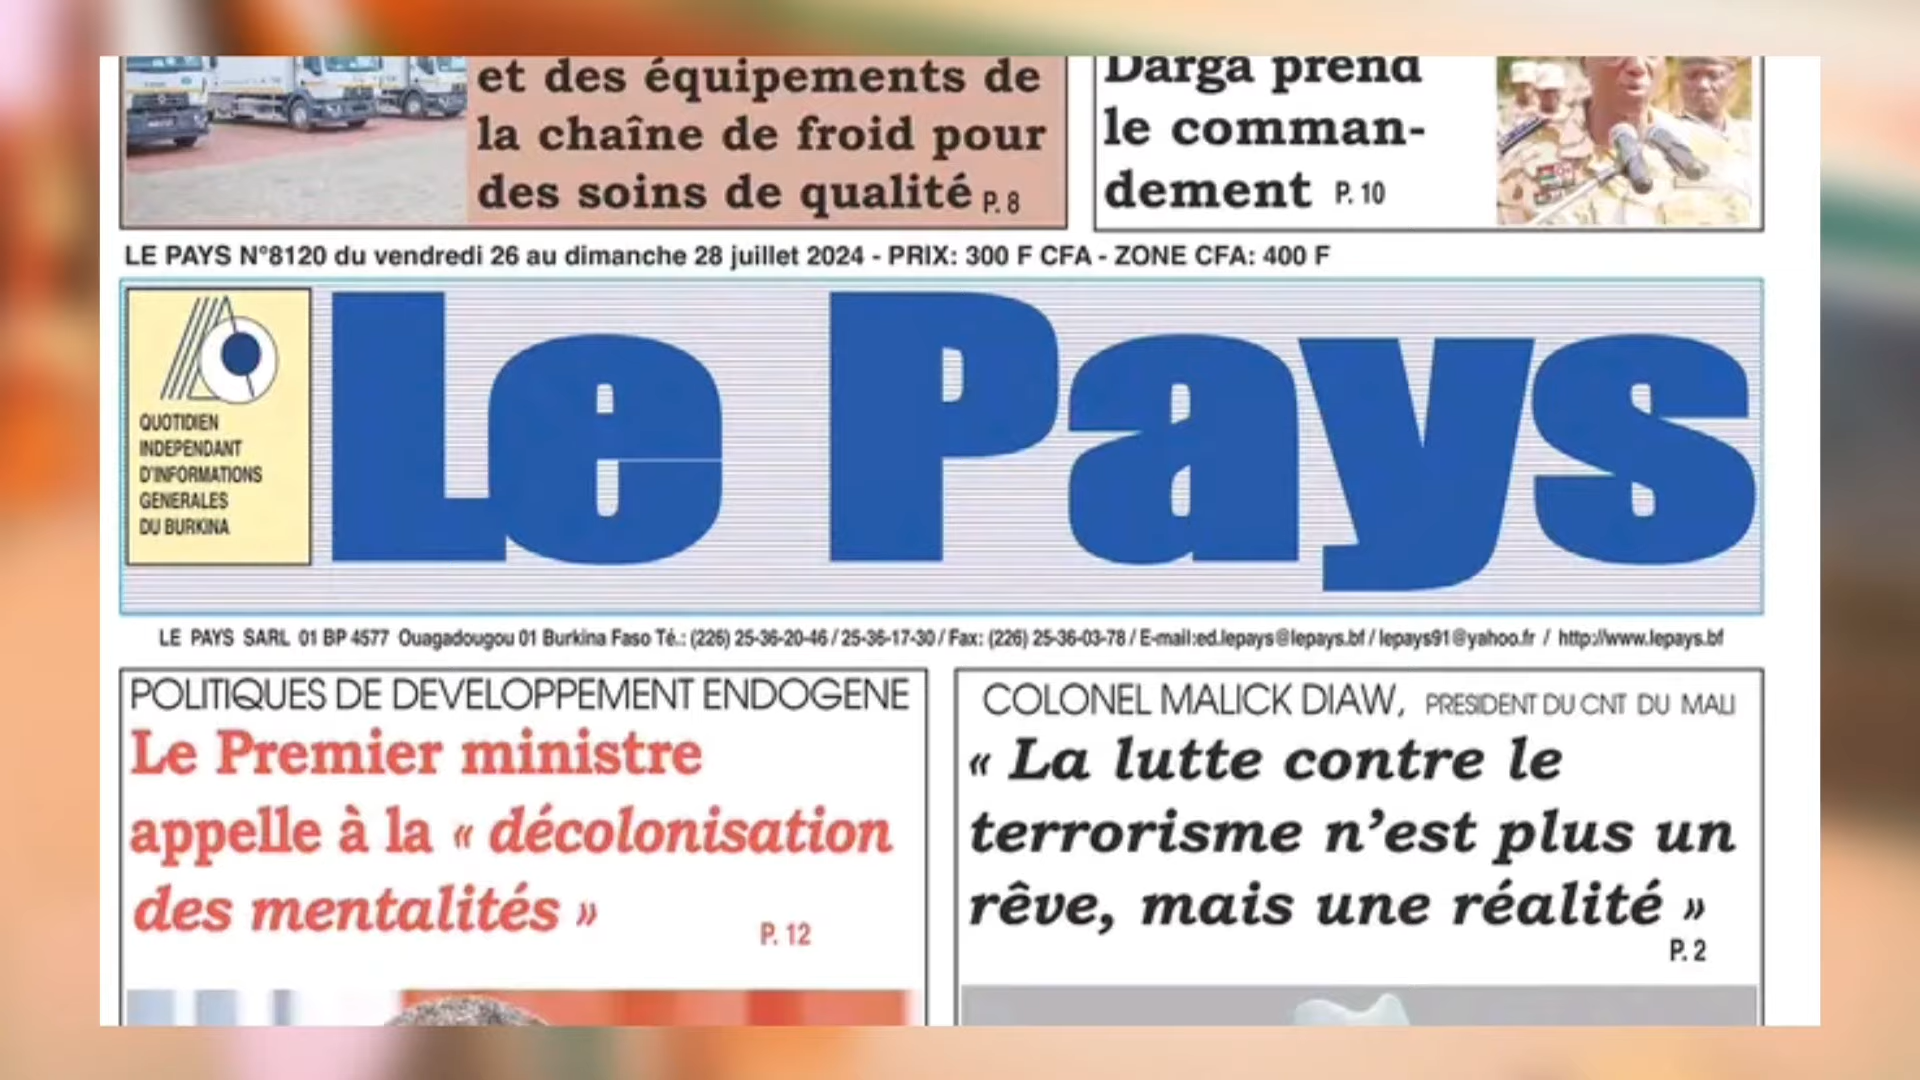 et des équipements de
la chaîne de froid pour
des soins de qualité P. 8
Darga prend
le comman-
dement P. 10
LE PAYS N°8120 du vendredi 26 au dimanche 28 juillet 2024 - PRIX: 300 F CFA - ZONE CFA: 400 F
QUOTIDIEN
INDEPENDANT
D'INFORMATIONS
GENERALES
DU BURKINA
Le Pays
LE PAYS SARL 01 BP 4577 Ouagadougou 01 Burkina Faso Té.: (226) 25-36-20-46 / 25-36-17-30 / Fax: (226) 25-36-03-78 / E-mail:ed.lepays@lepays.bf / lepays91@yahoo.fr / http://www.lepays.bf
POLITIQUES DE DEVELOPPEMENT ENDOGENE
Le Premier ministre
appelle à la « décolonisation
des mentalités »
P. 12
COLONEL MALICK DIAW, PRESIDENT DU CNT DU MALI
« La lutte contre le
terrorisme n’est plus un
rêve, mais une réalité »
P. 2